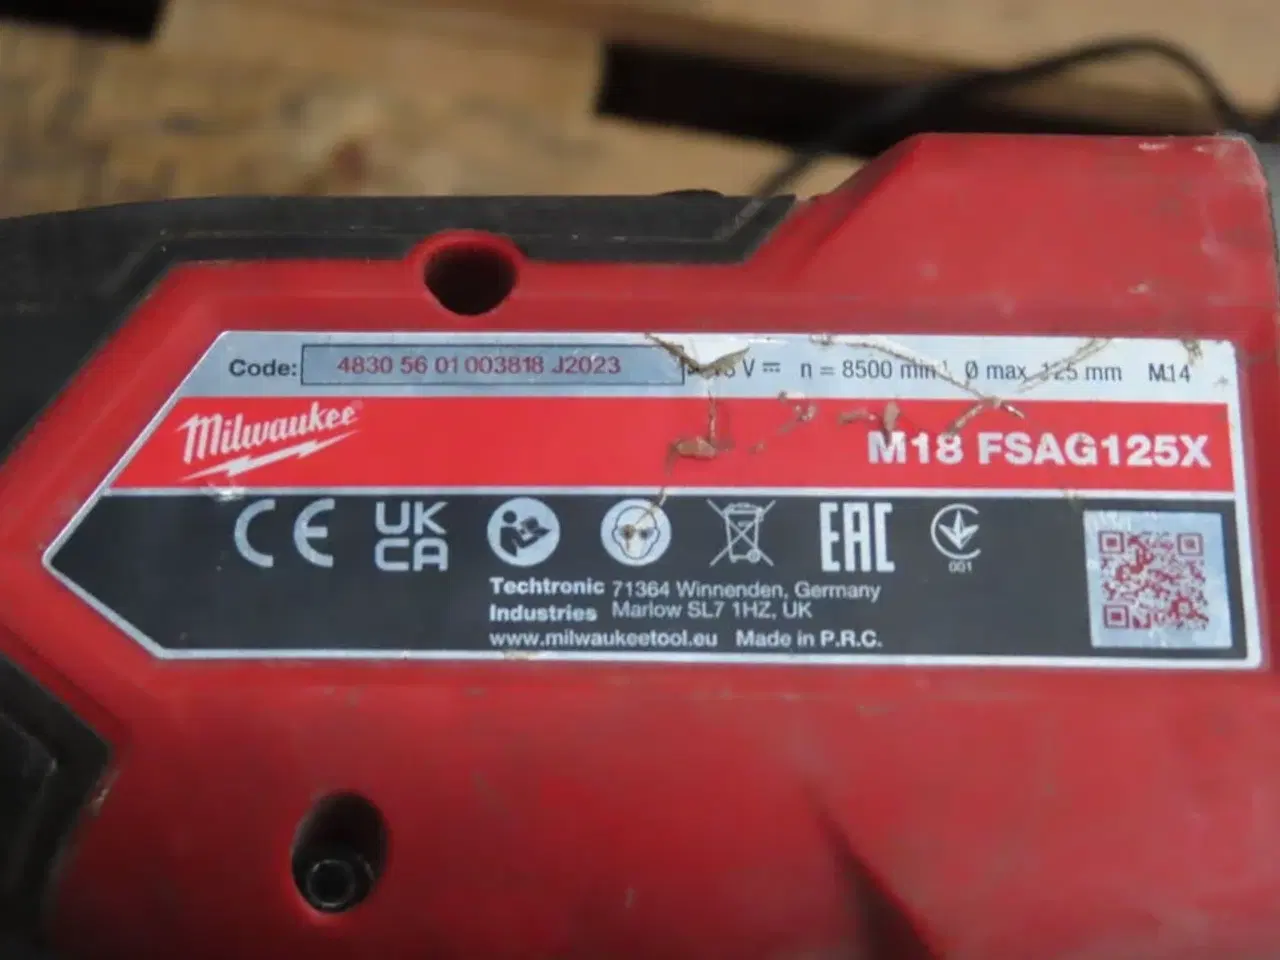 Code: 4830 56 01 003818 J2023 V n = 8500 min Ø max 125 mm M14
Milwaukee
M18 FSAG125X
CE UK CA EAC 001
Techtronic Industries 71364 Winnenden, Germany
Marlow SL7 1HZ, UK
www.milwaukeetool.eu Made in P.R.C.